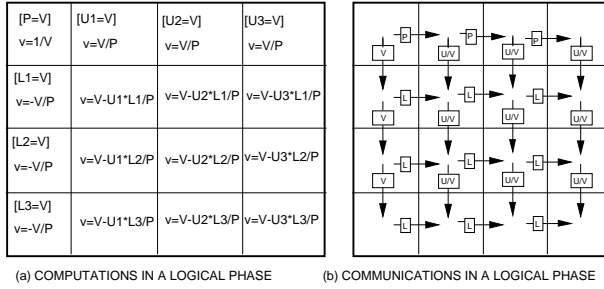 [P=V] [U1=V] [U2=V] [U3=V]
v=1/V v=V/P v=V/P v=V/P
[L1=V]
v=-V/P v=V-U1*L1/P v=V-U2*L1/P v=V-U3*L1/P
[L2=V]
v=-V/P v=V-U1*L2/P v=V-U2*L2/P v=V-U3*L2/P
[L3=V]
v=-V/P v=V-U1*L3/P v=V-U2*L3/P v=V-U3*L3/P
(a) COMPUTATIONS IN A LOGICAL PHASE
P P P
V U/V U/V U/V
L L L
V U/V U/V U/V
L L L
V U/V U/V U/V
L L L
(b) COMMUNICATIONS IN A LOGICAL PHASE